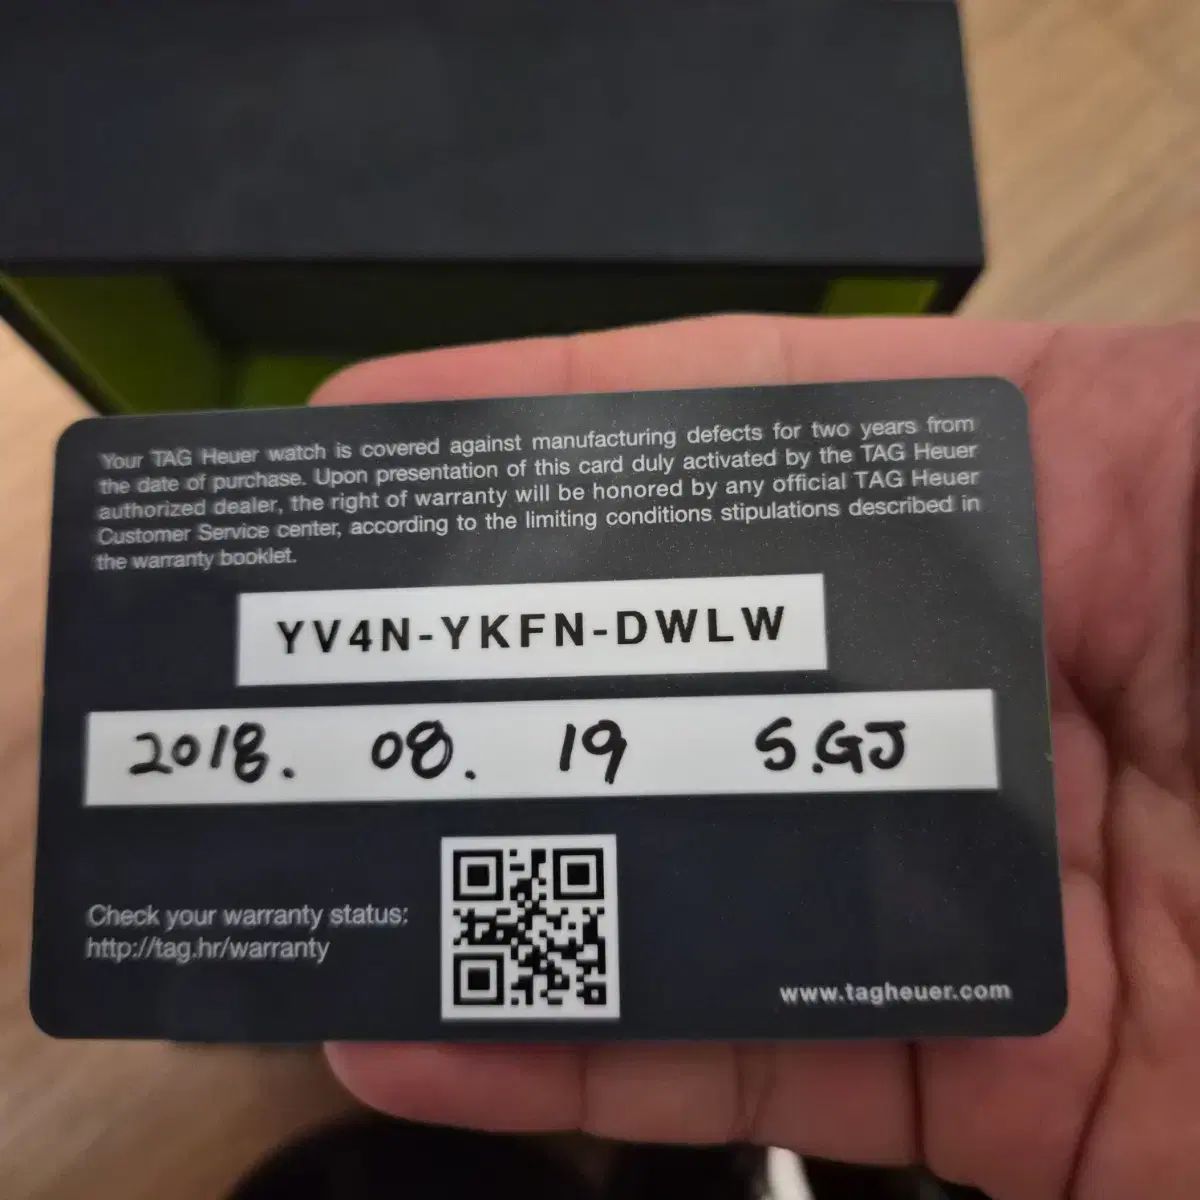 Your TAG Heuer watch is covered against manufacturing defects for two years from
the date of purchase. Upon presentation of this card duly activated by the TAG Heuer
authorized dealer, the right of warranty will be honored by any official TAG Heuer
Customer Service center, according to the limiting conditions stipulations described in
the warranty booklet.
YV4N-YKFN-DWLW
2018. 08. 19 S.GJ
Check your warranty status:
http://tag.hr/warranty
www.tagheuer.com